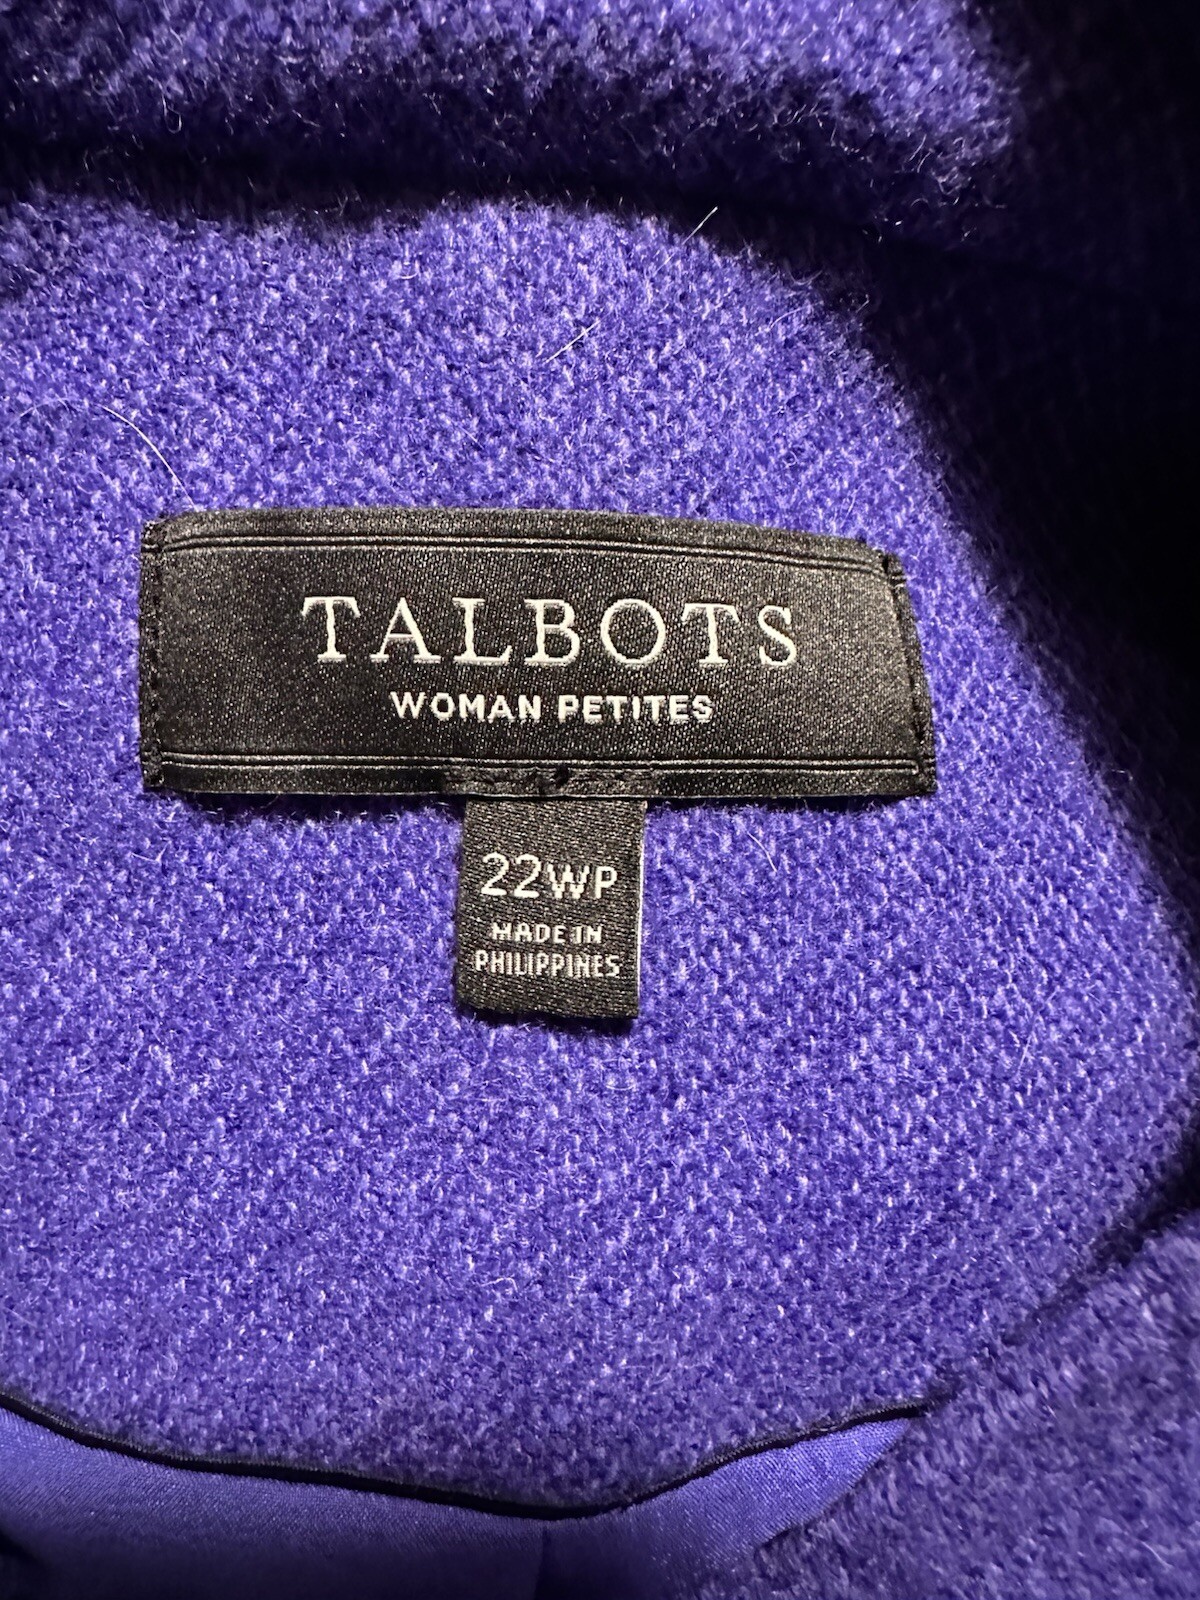 TALBOTS
WOMAN PETITES
22WP
MADE IN
PHILIPPINES